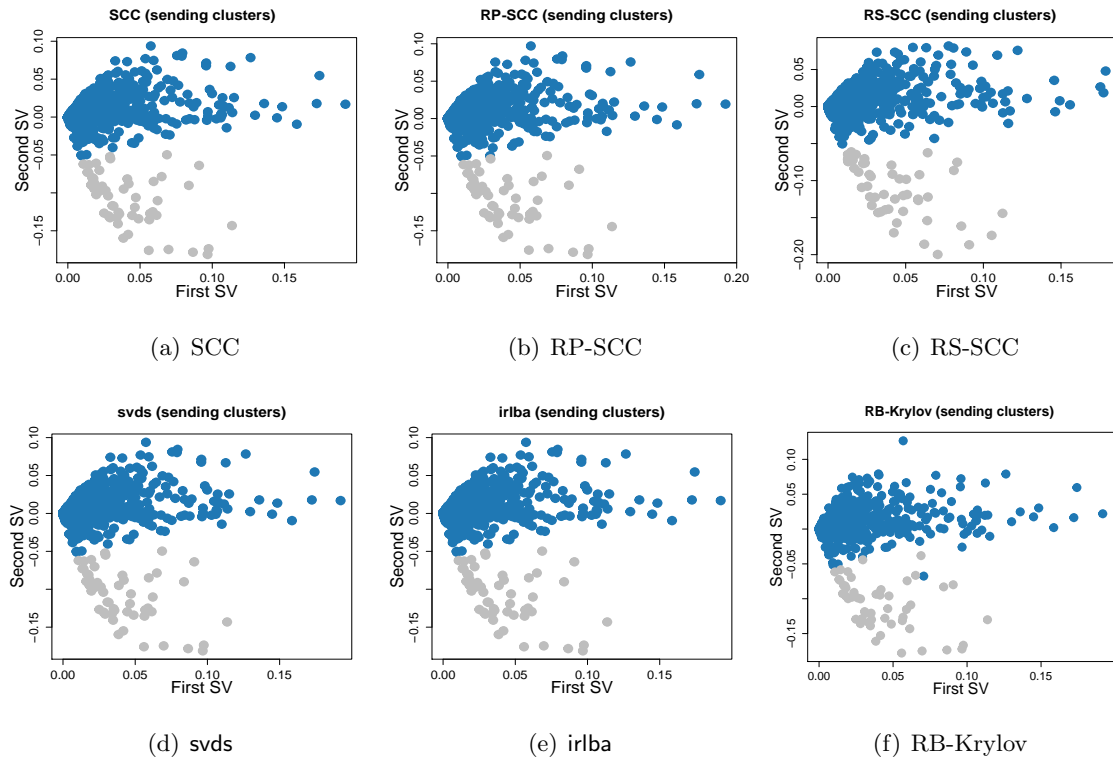 SCC (sending clusters)
RP-SCC (sending clusters)
RS-SCC (sending clusters)
Second SV
0.10
0.05
0.00
−0.05
−0.15
0.00 0.05 0.10 0.15
First SV
Second SV
0.10
0.05
0.00
−0.05
−0.15
0.00 0.05 0.10 0.15 0.20
First SV
Second SV
0.05
0.00
−0.10
−0.20
0.00 0.05 0.10 0.15
First SV
(a) SCC
(b) RP-SCC
(c) RS-SCC
svds (sending clusters)
irlba (sending clusters)
RB-Krylov (sending clusters)
Second SV
0.10
0.05
0.00
−0.05
−0.15
0.00 0.05 0.10 0.15
First SV
Second SV
0.10
0.05
0.00
−0.05
−0.15
0.00 0.05 0.10 0.15
First SV
Second SV
0.10
0.05
−0.05
−0.15
0.00 0.05 0.10 0.15
First SV
(d) svds
(e) irlba
(f) RB-Krylov